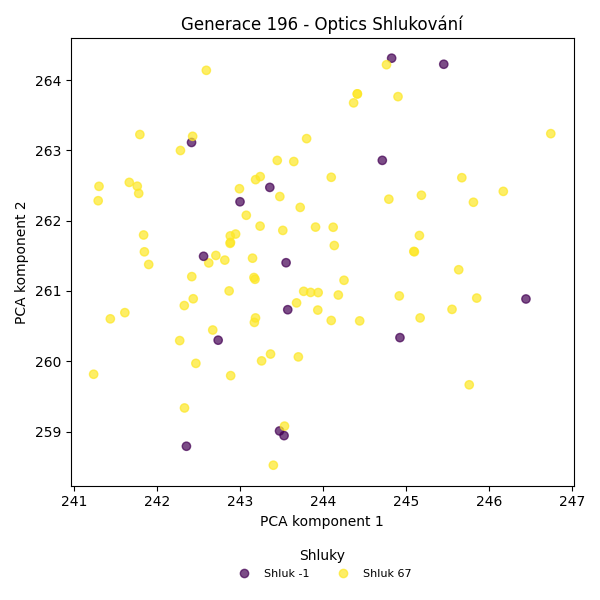 Generace 196 - Optics Shlukování
264
263
262
261
260
259
PCA komponent 2
241 242 243 244 245 246 247
PCA komponent 1
Shluky
Shluk -1 Shluk 67